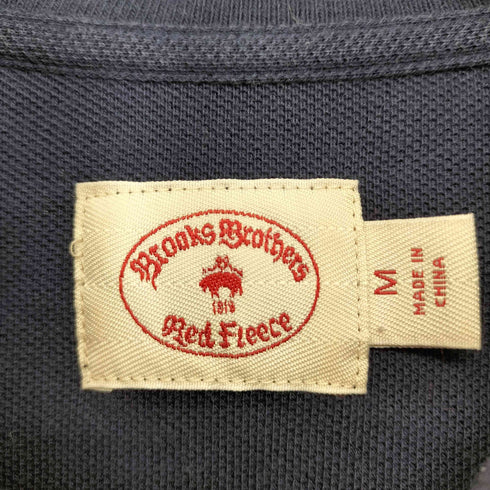 Brooks Brothers
1818
Red Fleece
M
MADE IN
CHINA